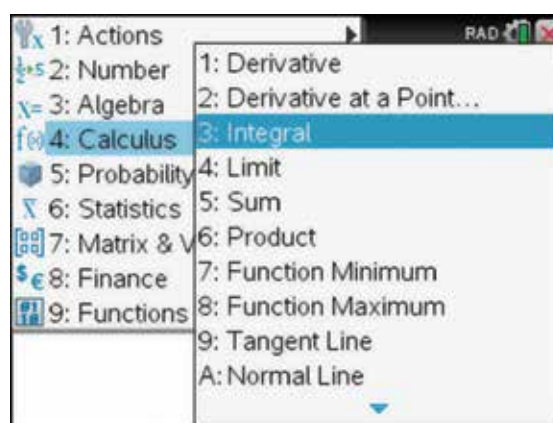 1: Actions
2: Number
3: Algebra
4: Calculus
5: Probability
6: Statistics
7: Matrix & V
8: Finance
9: Functions
RAD
1: Derivative
2: Derivative at a Point...
3: Integral
4: Limit
5: Sum
6: Product
7: Function Minimum
8: Function Maximum
9: Tangent Line
A: Normal Line